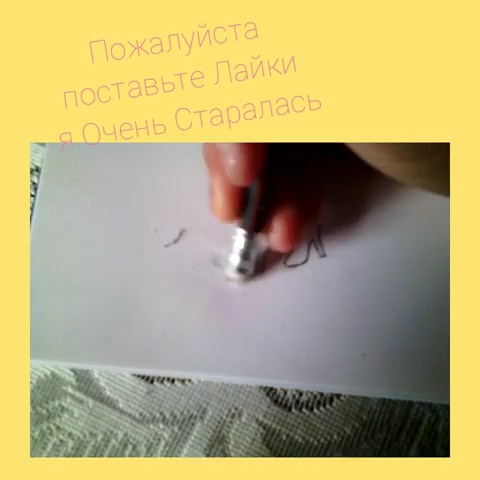 Пожалуйста
поставьте Лайки
я Очень Старалась